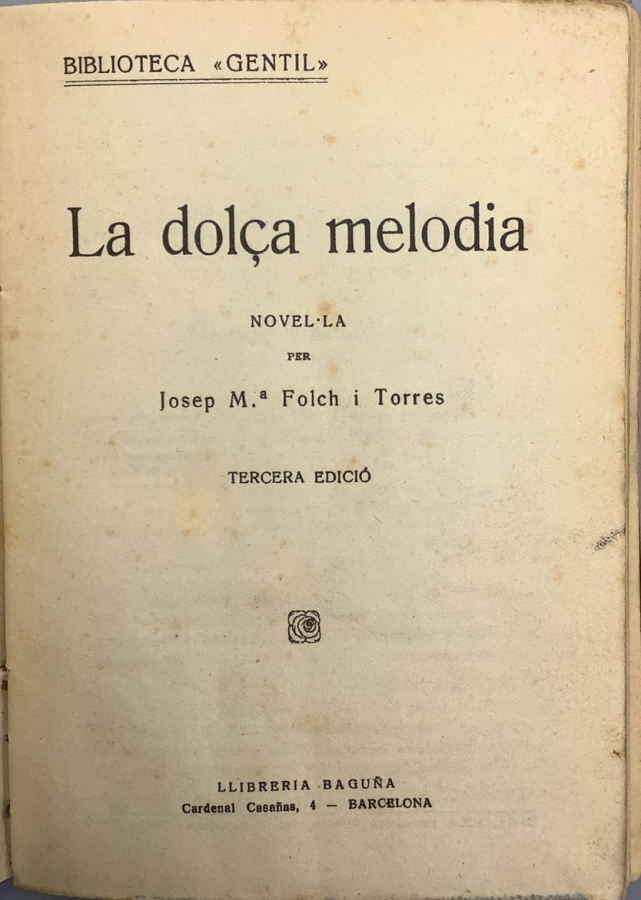 BIBLIOTECA «GENTIL»
La dolça melodia
NOVEL·LA
PER
Josep M.ª Folch i Torres
TERCERA EDICIÓ
LLIBRERIA BAGUÑA
Cardenal Casañas, 4 — BARCELONA